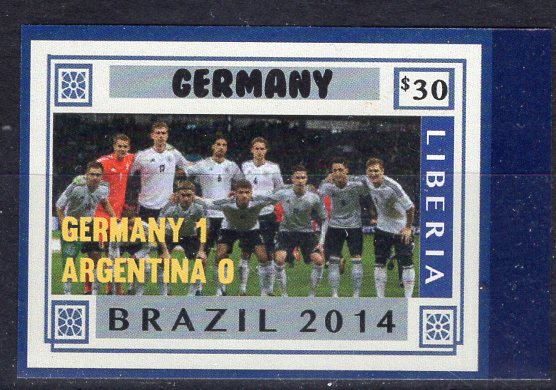 GERMANY
$30
LIBERIA
GERMANY 1
ARGENTINA 0
BRAZIL 2014